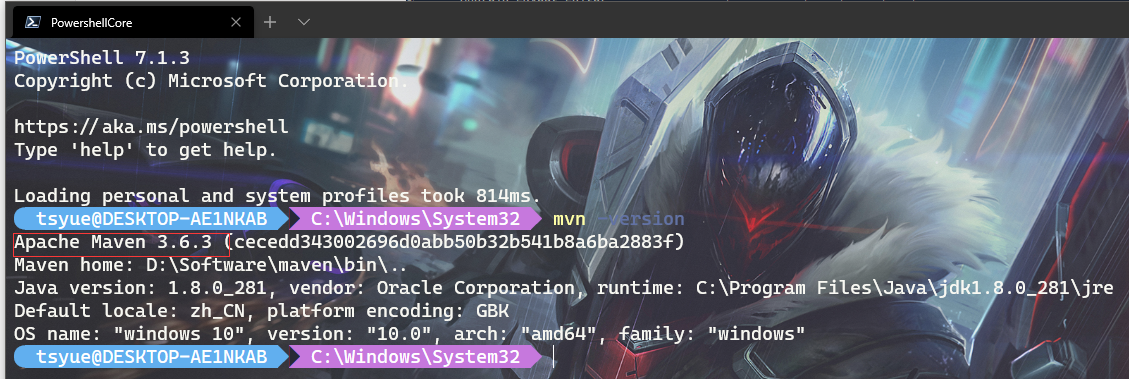 PowershellCore
PowerShell 7.1.3
Copyright (c) Microsoft Corporation.
https://aka.ms/powershell
Type 'help' to get help.
Loading personal and system profiles took 814ms.
tsyue@DESKTOP-AE1NKAB C:\Windows\System32 mvn -version
Apache Maven 3.6.3 (cecedd343002696d0abb50b32b541b8a6ba2883f)
Maven home: D:\Software\maven\bin\..
Java version: 1.8.0_281, vendor: Oracle Corporation, runtime: C:\Program Files\Java\jdk1.8.0_281\jre
Default locale: zh_CN, platform encoding: GBK
OS name: "windows 10", version: "10.0", arch: "amd64", family: "windows"
tsyue@DESKTOP-AE1NKAB C:\Windows\System32